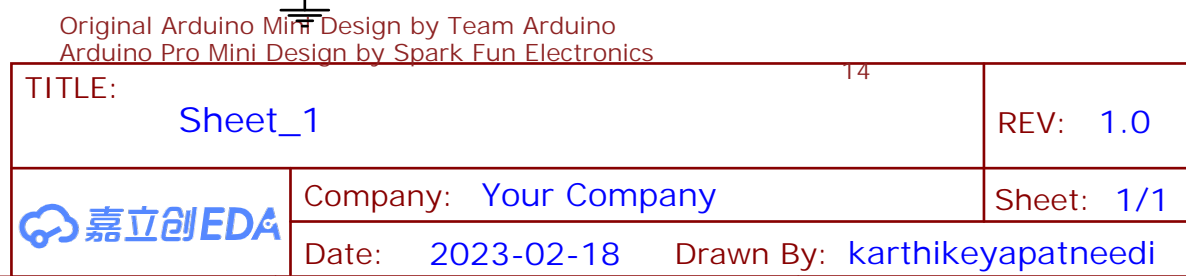 Original Arduino Mini Design by Team Arduino
Arduino Pro Mini Design by Spark Fun Electronics
14
TITLE:
Sheet_1
REV: 1.0
嘉立创EDA
Company: Your Company
Sheet: 1/1
Date: 2023-02-18 Drawn By: karthikeyapatneedi